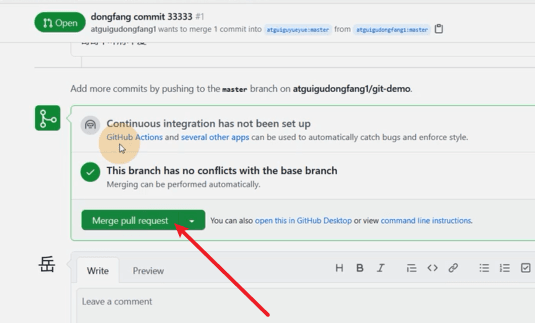 Open
dongfang commit 33333 #1
atguigudongfang1 wants to merge 1 commit into atguiguyueyue:master from atguigudongfang1:master
Add more commits by pushing to the master branch on atguigudongfang1/git-demo.
Continuous integration has not been set up
GitHub Actions and several other apps can be used to automatically catch bugs and enforce style.
This branch has no conflicts with the base branch
Merging can be performed automatically.
Merge pull request
You can also open this in GitHub Desktop or view command line instructions.
岳
Write Preview
H B I
Leave a comment